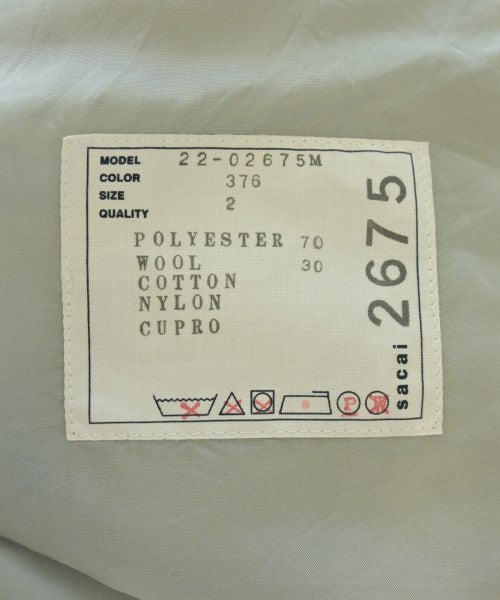 MODEL 22-02675M
COLOR 376
SIZE 2
QUALITY
POLYESTER 70
WOOL 30
COTTON
NYLON
CUPRO
P
sacai 2675